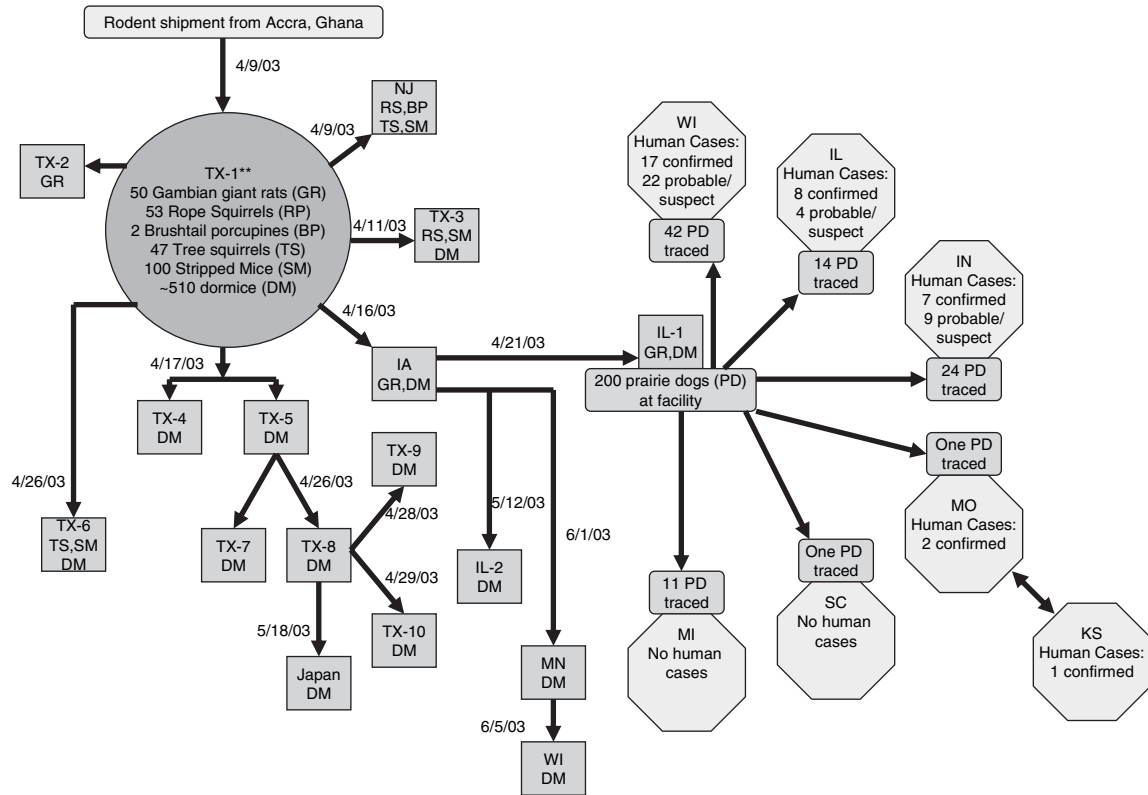 Rodent shipment from Accra, Ghana
4/9/03
TX-1**
50 Gambian giant rats (GR)
53 Rope Squirrels (RP)
2 Brushtail porcupines (BP)
47 Tree squirrels (TS)
100 Stripped Mice (SM)
~510 dormice (DM)
TX-2
GR
4/9/03
NJ
RS,BP
TS,SM
4/11/03
TX-3
RS,SM
DM
4/16/03
IA
GR,DM
4/17/03
TX-4
DM
TX-5
DM
4/26/03
TX-6
TS,SM
DM
TX-7
DM
4/26/03
TX-8
DM
4/28/03
TX-9
DM
4/29/03
TX-10
DM
5/18/03
Japan
DM
5/12/03
IL-2
DM
6/1/03
MN
DM
6/5/03
WI
DM
4/21/03
IL-1
GR,DM
200 prairie dogs (PD)
at facility
WI
Human Cases:
17 confirmed
22 probable/
suspect
42 PD
traced
IL
Human Cases:
8 confirmed
4 probable/
suspect
14 PD
traced
IN
Human Cases:
7 confirmed
9 probable/
suspect
24 PD
traced
One PD
traced
MO
Human Cases:
2 confirmed
KS
Human Cases:
1 confirmed
One PD
traced
SC
No human
cases
11 PD
traced
MI
No human
cases